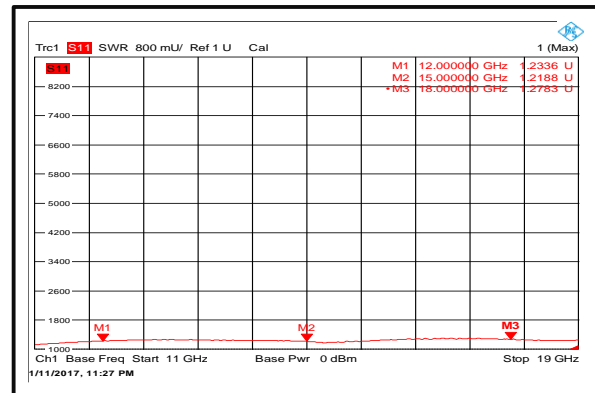 Trc1 S11 SWR 800 mU/ Ref 1 U Cal 1 (Max)
S11
M1 12.000000 GHz 1.2336 U
M2 15.000000 GHz 1.2188 U
•M3 18.000000 GHz 1.2783 U
8200
7400
6600
5800
5000
4200
3400
2600
1800
M1 M2 M3
1000
Ch1 Base Freq Start 11 GHz Base Pwr 0 dBm Stop 19 GHz
1/11/2017, 11:27 PM